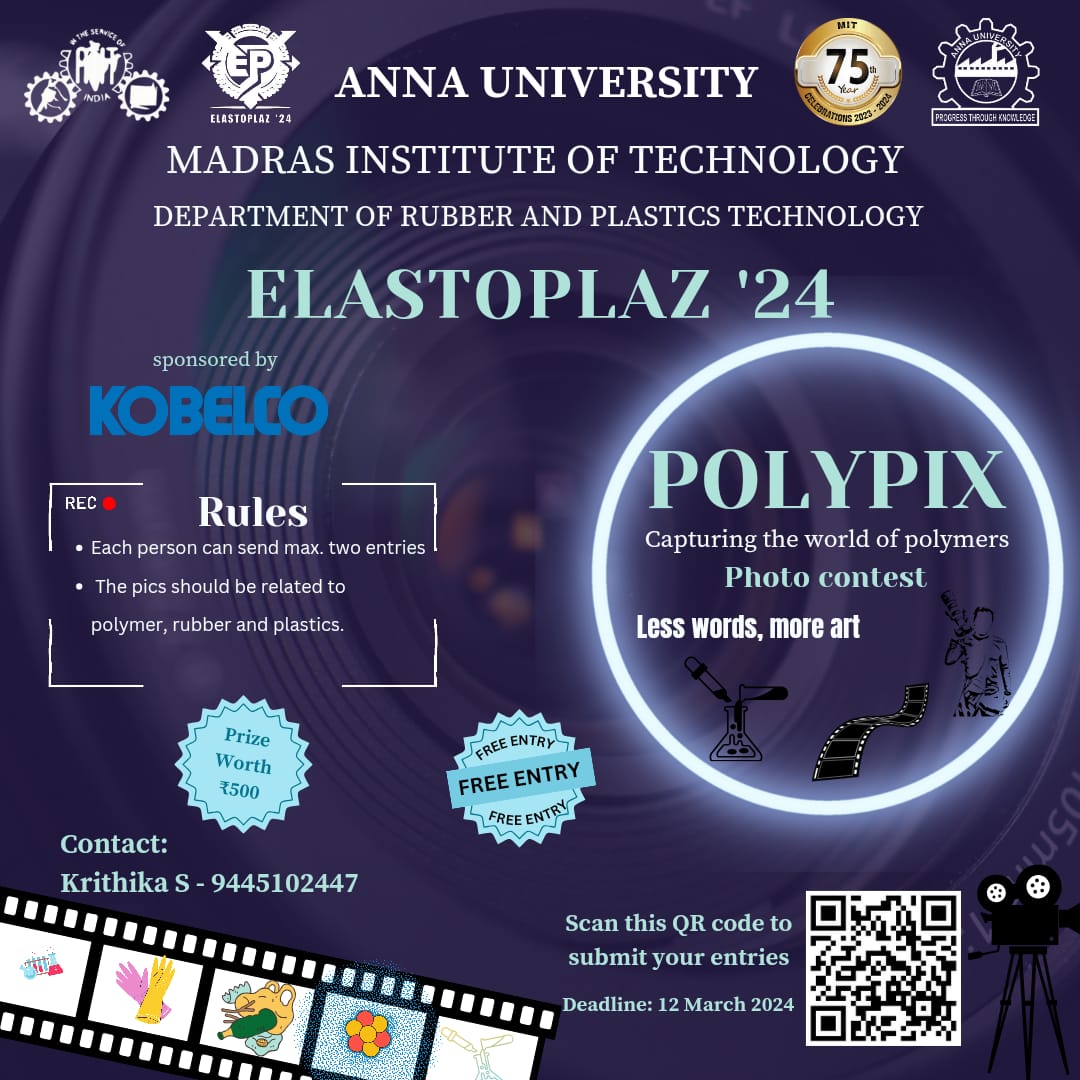 IN THE SERVICE OF
INDIA
EP
ELASTOPLAZ '24
ANNA UNIVERSITY
MIT
75th
Year
CELEBRATIONS 2023 - 2024
ANNA UNIVERSITY
PROGRESS THROUGH KNOWLEDGE
MADRAS INSTITUTE OF TECHNOLOGY
DEPARTMENT OF RUBBER AND PLASTICS TECHNOLOGY
ELASTOPLAZ '24
sponsored by
KOBELCO
POLYPIX
Capturing the world of polymers
Photo contest
Less words, more art
REC
Rules
• Each person can send max. two entries
• The pics should be related to
polymer, rubber and plastics.
Prize
Worth
₹500
FREE ENTRY
FREE ENTRY
FREE ENTRY
Contact:
Krithika S - 9445102447
Scan this QR code to
submit your entries
Deadline: 12 March 2024